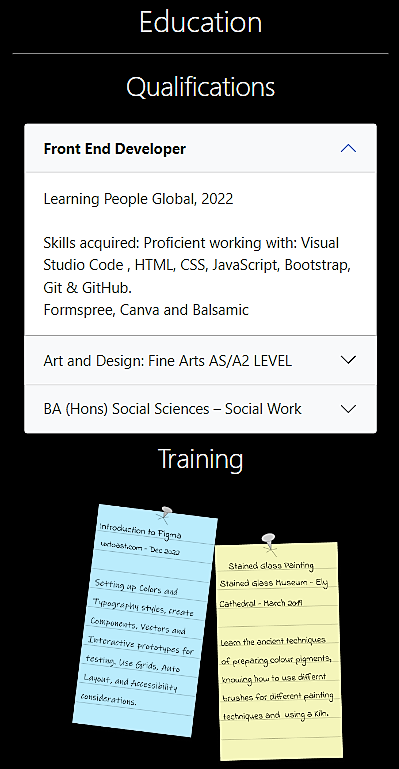 Education
Qualifications
Front End Developer
Learning People Global, 2022
Skills acquired: Proficient working with: Visual
Studio Code , HTML, CSS, JavaScript, Bootstrap,
Git & GitHub.
Formspree, Canva and Balsamic
Art and Design: Fine Arts AS/A2 LEVEL
BA (Hons) Social Sciences – Social Work
Training
Introduction to Figma
uxtoast.com - Dec 2022
Setting up Colors and
Typography styles, create
Components, Vectors and
Interactive prototypes for
testing. Use Grids, Auto
Layout, and Accessibility
considerations.
Stained Glass Painting
Stained Glass Museum - Ely
Cathedral - March 2019
Learn the ancient techniques
of preparing colour pigments,
knowing how to use differnt
brushes for different painting
techniques and using a Kiln.